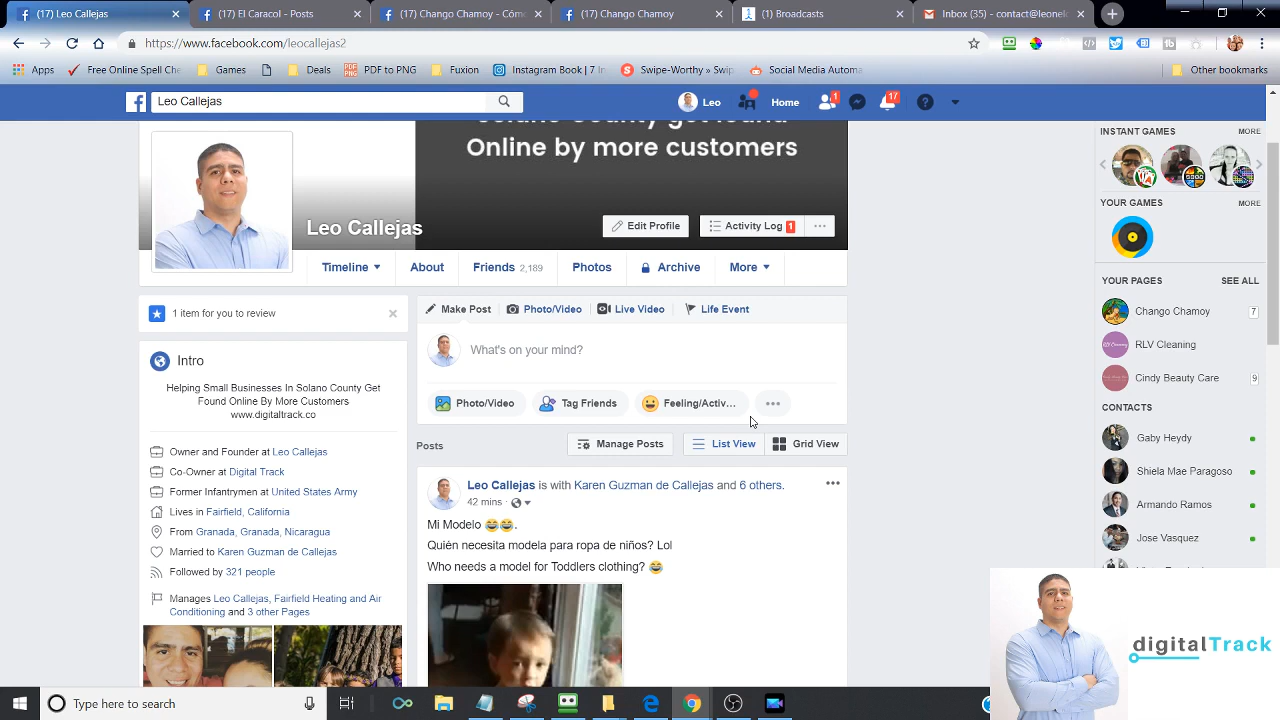 (17) Leo Callejas
(17) El Caracol - Posts
(17) Chango Chamoy - Cómo
(17) Chango Chamoy
(1) Broadcasts
Inbox (35) - contact@leonelc
https://www.facebook.com/leocallejas2
Apps
Free Online Spell Che
Games
Deals
PDF to PNG
Fuxion
Instagram Book | 7 In
Swipe-Worthy » Swip
Social Media Automa
Other bookmarks
Leo Callejas
Leo
Home
1
17
Solano County get found
Online by more customers
Leo Callejas
Edit Profile
Activity Log 1
Timeline
About
Friends 2,189
Photos
Archive
More
1 item for you to review
Intro
Helping Small Businesses In Solano County Get
Found Online By More Customers
www.digitaltrack.co
Owner and Founder at Leo Callejas
Co-Owner at Digital Track
Former Infantrymen at United States Army
Lives in Fairfield, California
From Granada, Granada, Nicaragua
Married to Karen Guzman de Callejas
Followed by 321 people
Manages Leo Callejas, Fairfield Heating and Air
Conditioning and 3 other Pages
Make Post
Photo/Video
Live Video
Life Event
What's on your mind?
Photo/Video
Tag Friends
Feeling/Activ...
Posts
Manage Posts
List View
Grid View
Leo Callejas is with Karen Guzman de Callejas and 6 others.
42 mins
Mi Modelo 😂😂.
Quién necesita modela para ropa de niños? Lol
Who needs a model for Toddlers clothing? 😂
INSTANT GAMES
MORE
YOUR GAMES
MORE
YOUR PAGES
SEE ALL
Chango Chamoy
7
RLV Cleaning
Cindy Beauty Care
9
CONTACTS
Gaby Heydy
Shiela Mae Paragoso
Armando Ramos
Jose Vasquez
digitalTrack
Type here to search